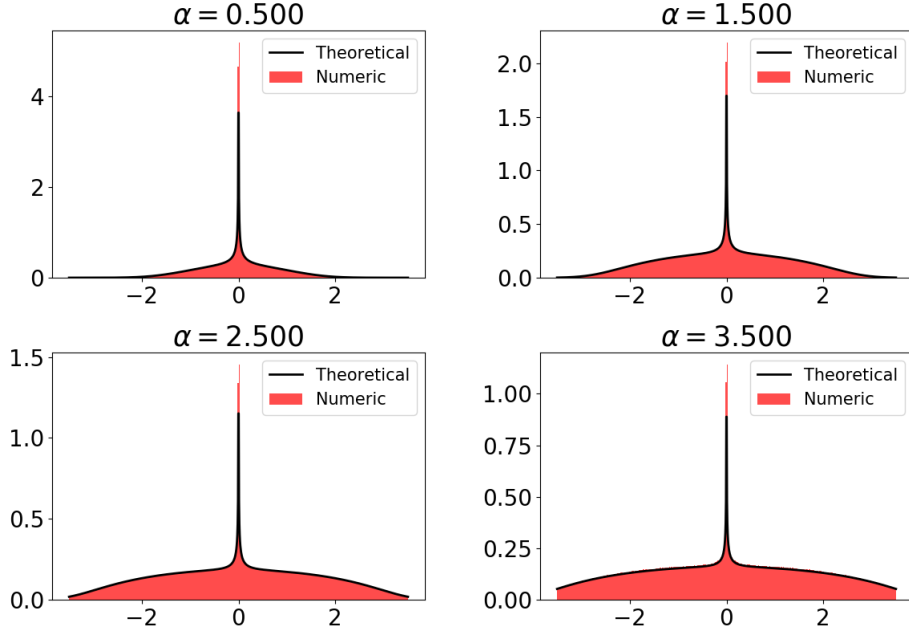 α = 0.500
4
2
0
−2 0 2
Theoretical
Numeric
α = 1.500
2.0
1.5
1.0
0.5
0.0
−2 0 2
Theoretical
Numeric
α = 2.500
1.5
1.0
0.5
0.0
−2 0 2
Theoretical
Numeric
α = 3.500
1.00
0.75
0.50
0.25
0.00
−2 0 2
Theoretical
Numeric